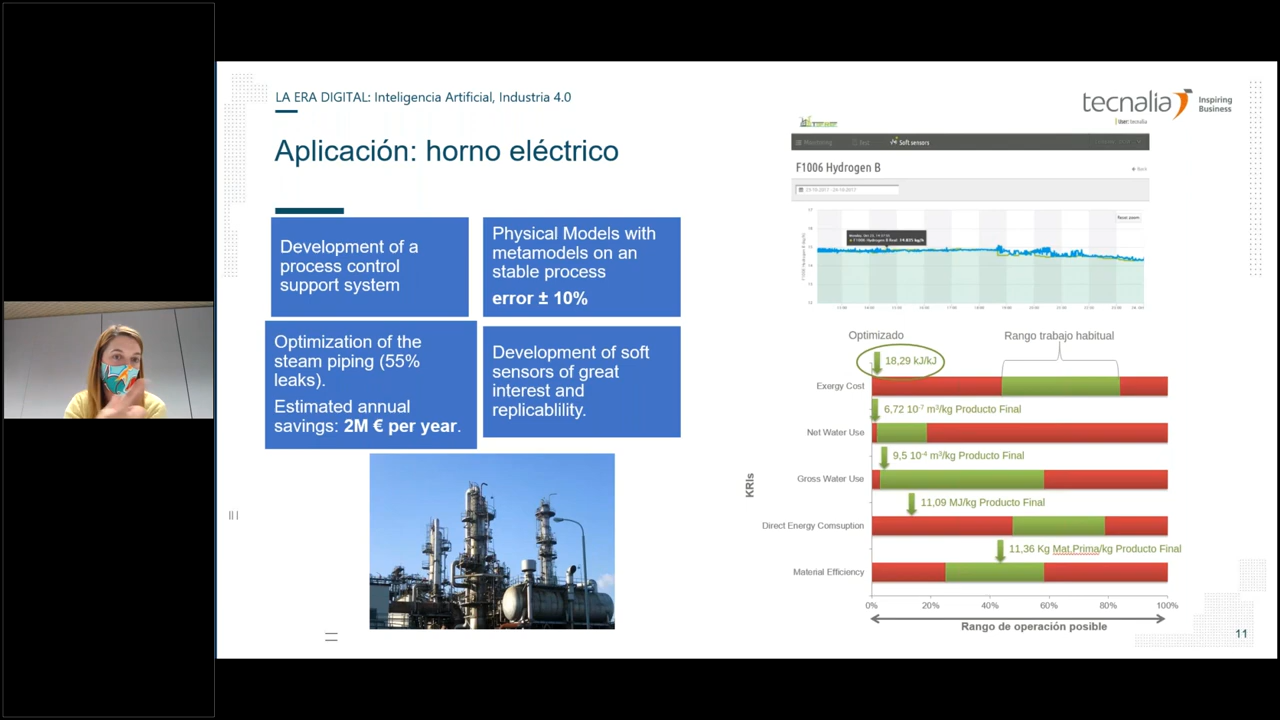 LA ERA DIGITAL: Inteligencia Artificial, Industria 4.0
tecnalia
Inspiring
Business
Aplicación: horno eléctrico
Development of a
process control
support system
Physical Models with
metamodels on an
stable process
error ± 10%
Optimization of the
steam piping (55%
leaks).
Estimated annual
savings: 2M € per year.
Development of soft
sensors of great
interest and
replicablility.
User: tecnalia
Monitoring
Soft sensors
F1006 Hydrogen B
Back
Reset zoom
Optimizado
Rango trabajo habitual
18,29 kJ/kJ
Exergy Cost
6,72 10-7 m3/kg Producto Final
Net Water Use
9,5 10-4 m3/kg Producto Final
Gross Water Use
KRIs
11,09 MJ/kg Producto Final
Direct Energy Comsuption
11,36 Kg Mat.Prima/kg Producto Final
Material Efficiency
0% 20% 40% 60% 80% 100%
Rango de operación posible
11